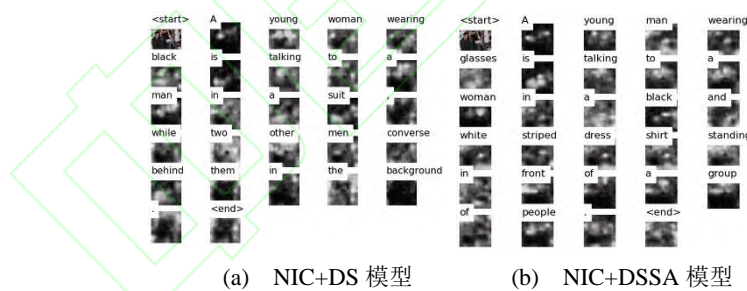 <start> A young woman wearing
black is talking to a
man in a suit ,
while two other men converse
behind them in the background
. <end>
(a) NIC+DS 模型
<start> A young man wearing
glasses is talking to a
woman in a black and
white striped dress shirt standing
in front of a group
of people . <end>
(b) NIC+DSSA 模型